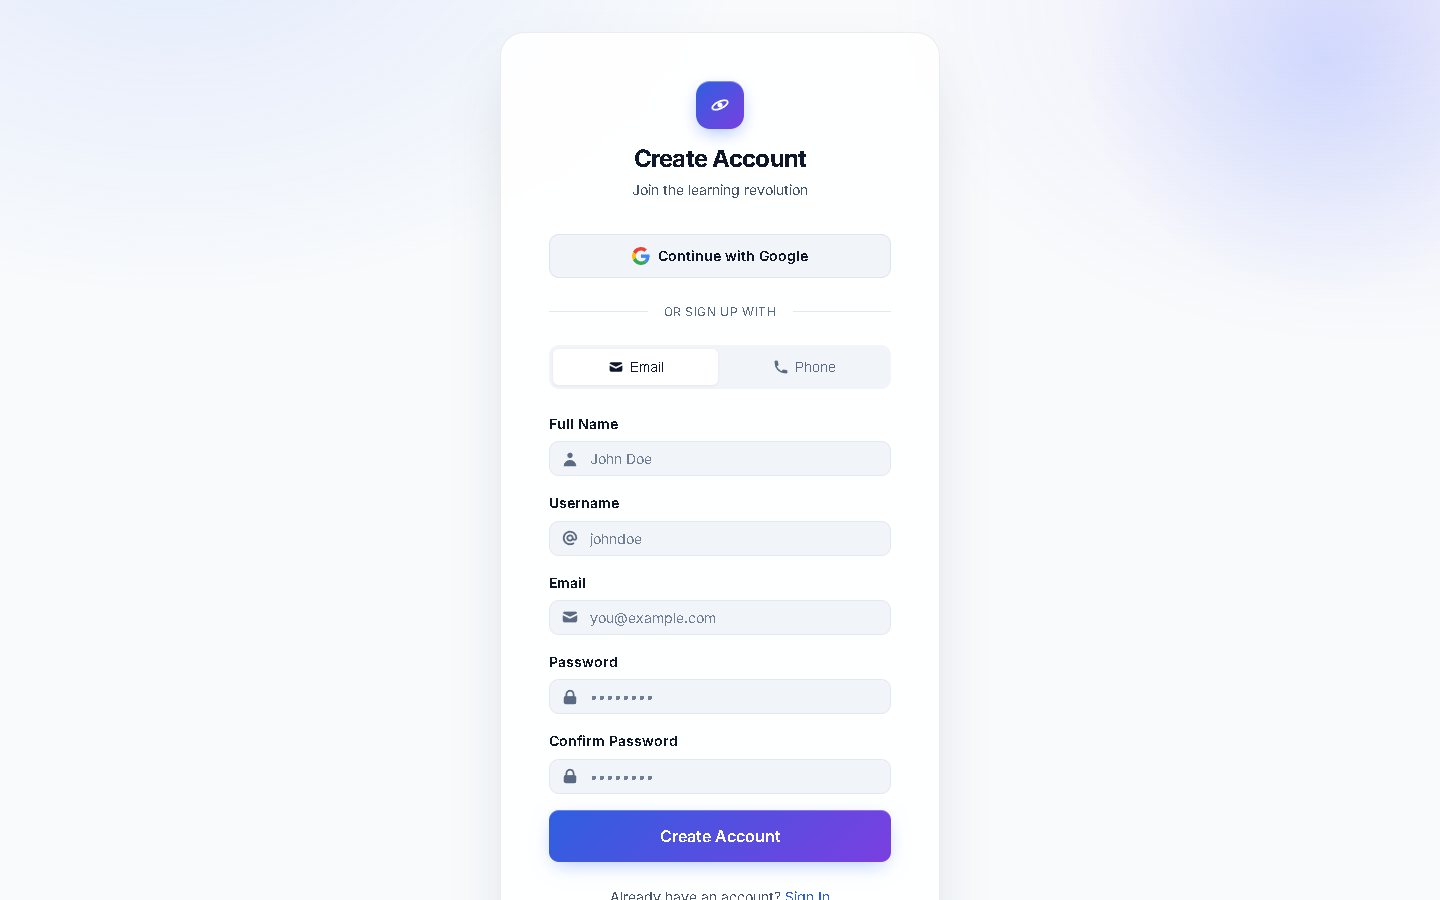 Create Account
Join the learning revolution
Continue with Google
OR SIGN UP WITH
Email
Phone
Full Name
John Doe
Username
johndoe
Email
you@example.com
Password
••••••••
Confirm Password
••••••••
Create Account
Already have an account? Sign In